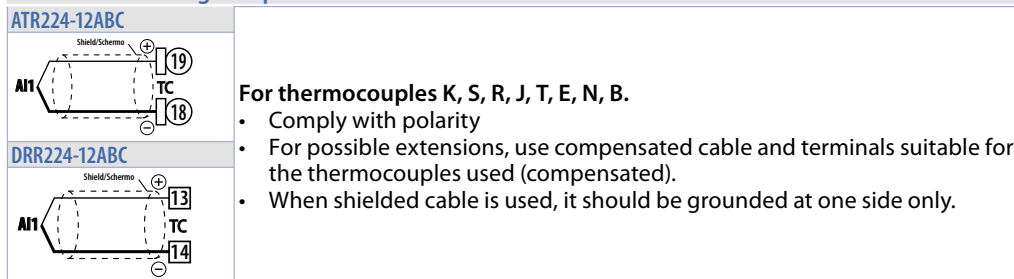 ATR224-12ABC
Shield/Schermo
+
19
AI1
TC
18
-
DRR224-12ABC
Shield/Schermo
+
13
AI1
TC
14
-
For thermocouples K, S, R, J, T, E, N, B.
• Comply with polarity
• For possible extensions, use compensated cable and terminals suitable for
the thermocouples used (compensated).
• When shielded cable is used, it should be grounded at one side only.